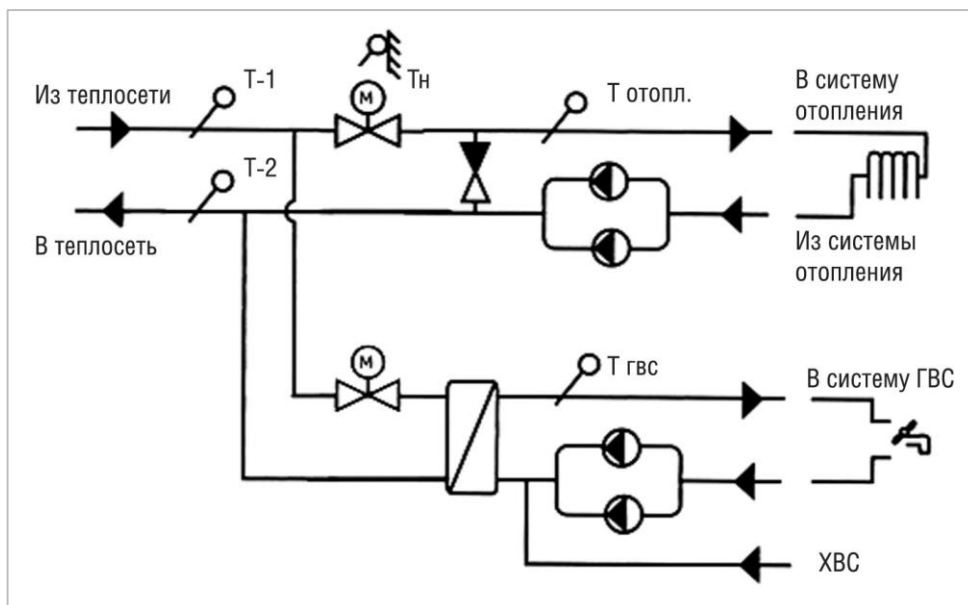 Из теплосети
Т-1
Тн
Т отопл.
В систему
отопления
M
Т-2
В теплосеть
Из системы
отопления
M
Т гвс
В систему ГВС
ХВС